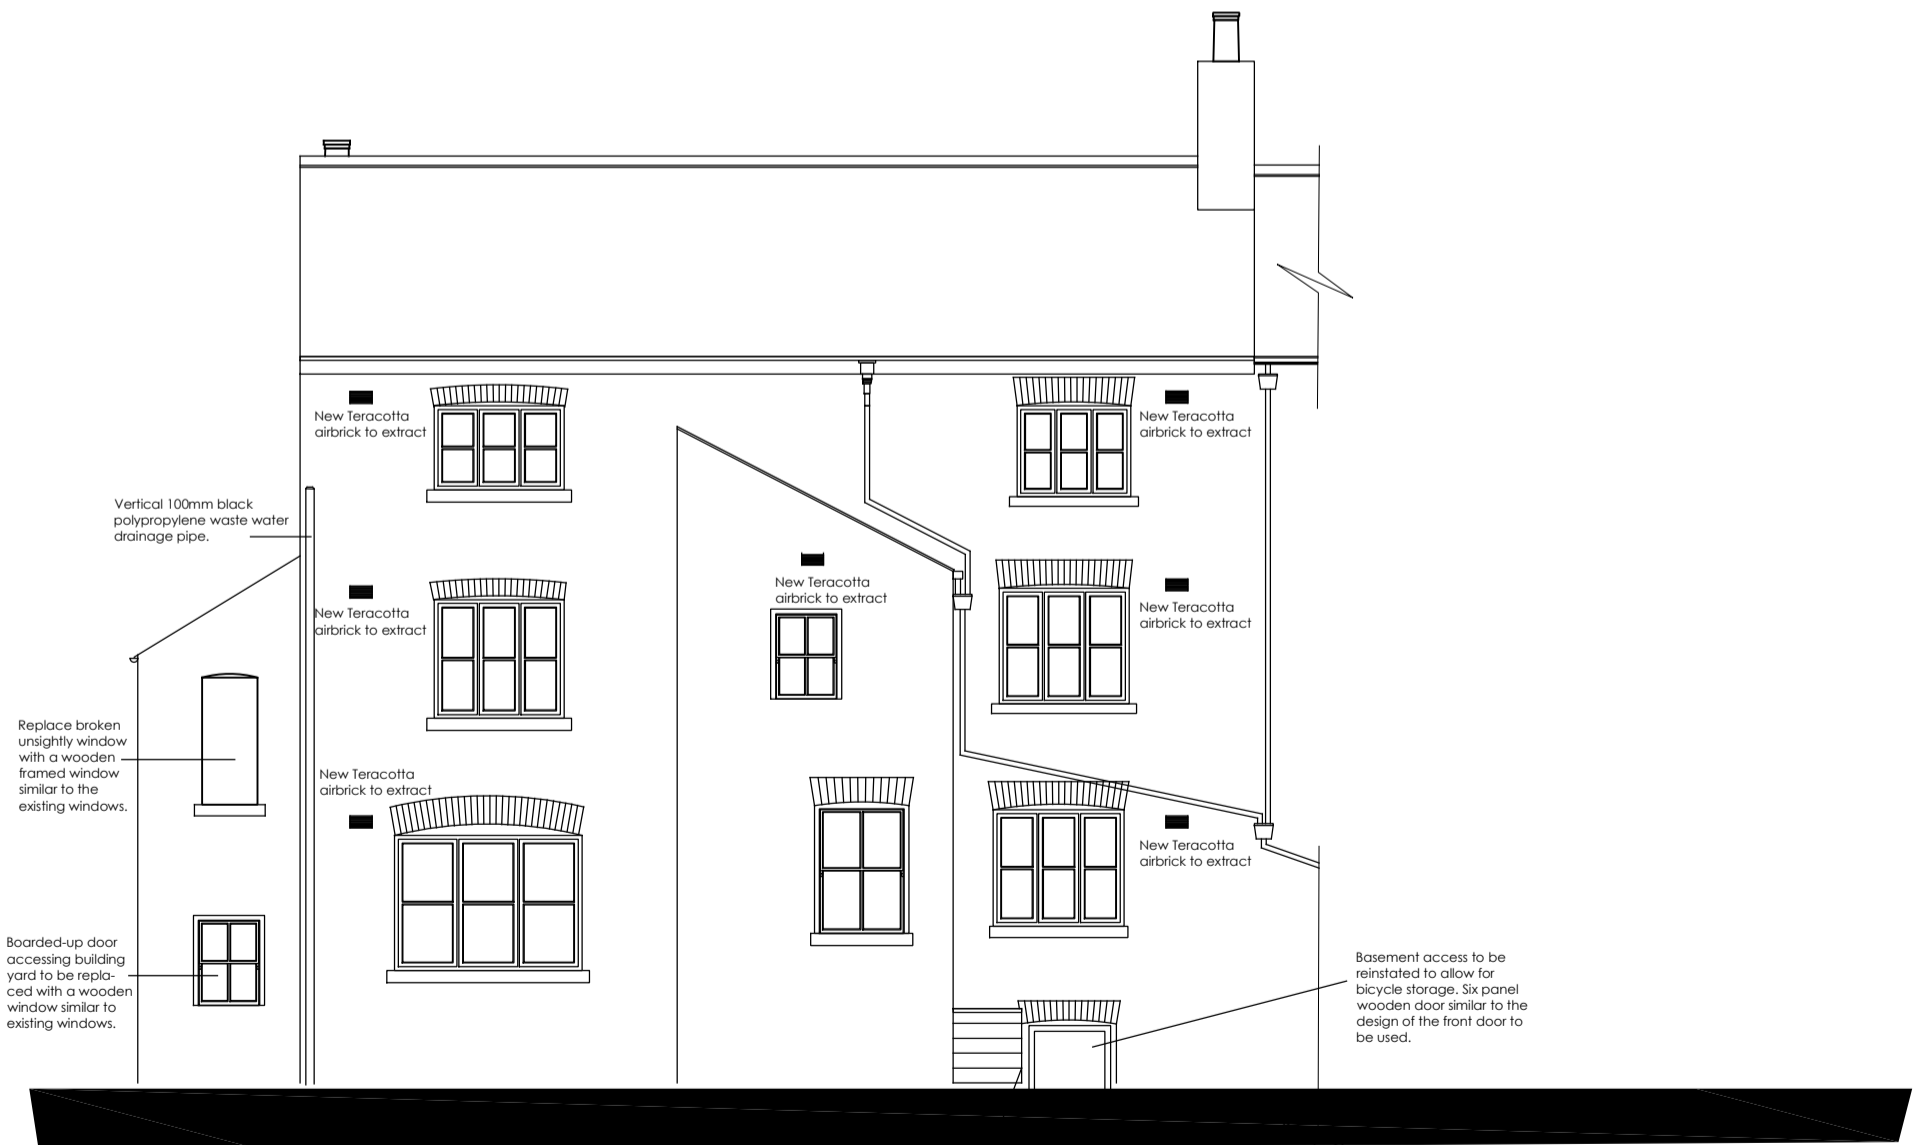 New Teracotta
airbrick to extract
New Teracotta
airbrick to extract
Vertical 100mm black
polypropylene waste water
drainage pipe.
New Teracotta
airbrick to extract
New Teracotta
airbrick to extract
New Teracotta
airbrick to extract
Replace broken
unsightly window
with a wooden
framed window
similar to the
existing windows.
New Teracotta
airbrick to extract
New Teracotta
airbrick to extract
Boarded-up door
accessing building
yard to be repla-
ced with a wooden
window similar to
existing windows.
Basement access to be
reinstated to allow for
bicycle storage. Six panel
wooden door similar to the
design of the front door to
be used.